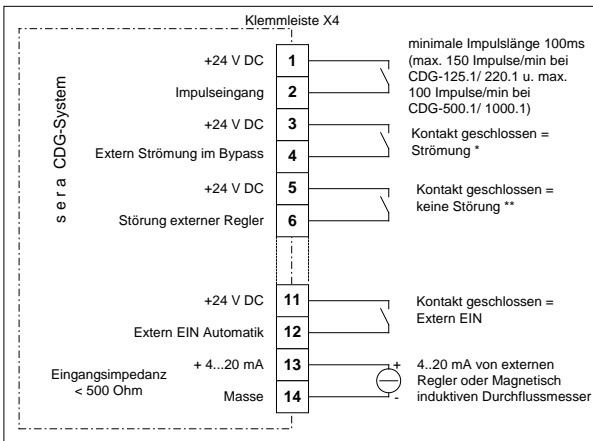 Klemmleiste X4
sera CDG-System
+24 V DC
1
Impulseingang
2
minimale Impulslänge 100ms
(max. 150 Impulse/min bei
CDG-125.1/ 220.1 u. max.
100 Impulse/min bei
CDG-500.1/ 1000.1)
+24 V DC
3
Extern Strömung im Bypass
4
Kontakt geschlossen =
Strömung *
+24 V DC
5
Störung externer Regler
6
Kontakt geschlossen =
keine Störung **
+24 V DC
11
Extern EIN Automatik
12
Kontakt geschlossen =
Extern EIN
Eingangsimpedanz
< 500 Ohm
+ 4...20 mA
13
Masse
14
+
-
4..20 mA von externen
Regler oder Magnetisch
induktiven Durchflussmesser